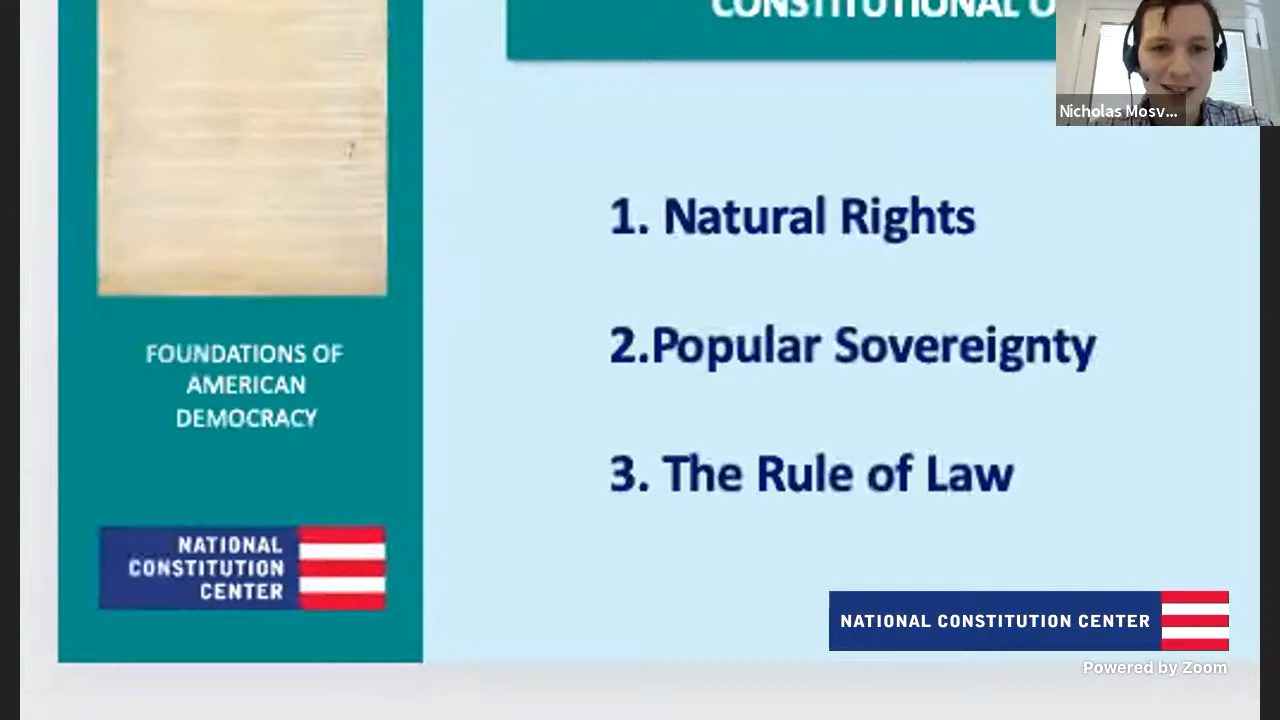 CONSTITUTIONAL
Nicholas Mosv...
1. Natural Rights
2.Popular Sovereignty
3. The Rule of Law
FOUNDATIONS OF
AMERICAN
DEMOCRACY
NATIONAL
CONSTITUTION
CENTER
NATIONAL CONSTITUTION CENTER
Powered by Zoom